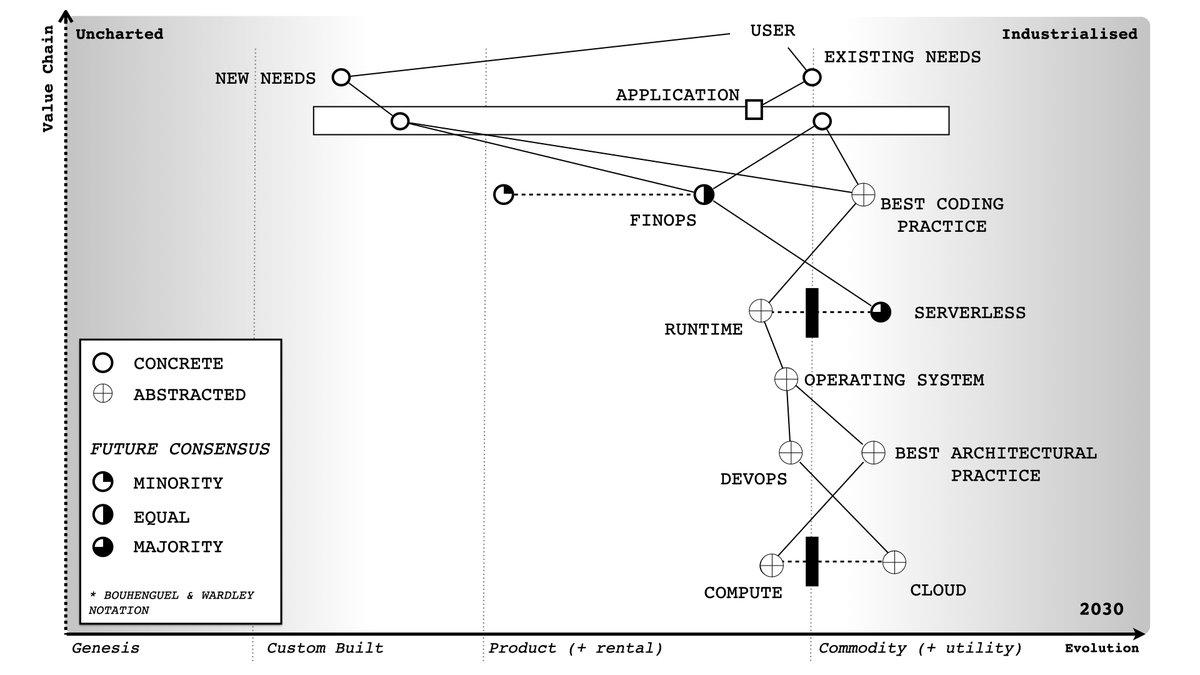 Value Chain
Uncharted
USER
Industrialised
EXISTING NEEDS
NEW NEEDS
APPLICATION
BEST CODING
PRACTICE
FINOPS
SERVERLESS
RUNTIME
OPERATING SYSTEM
BEST ARCHITECTURAL
PRACTICE
DEVOPS
COMPUTE
CLOUD
CONCRETE
ABSTRACTED
FUTURE CONSENSUS
MINORITY
EQUAL
MAJORITY
* BOUHENGUEL & WARDLEY
NOTATION
2030
Genesis
Custom Built
Product (+ rental)
Commodity (+ utility)
Evolution